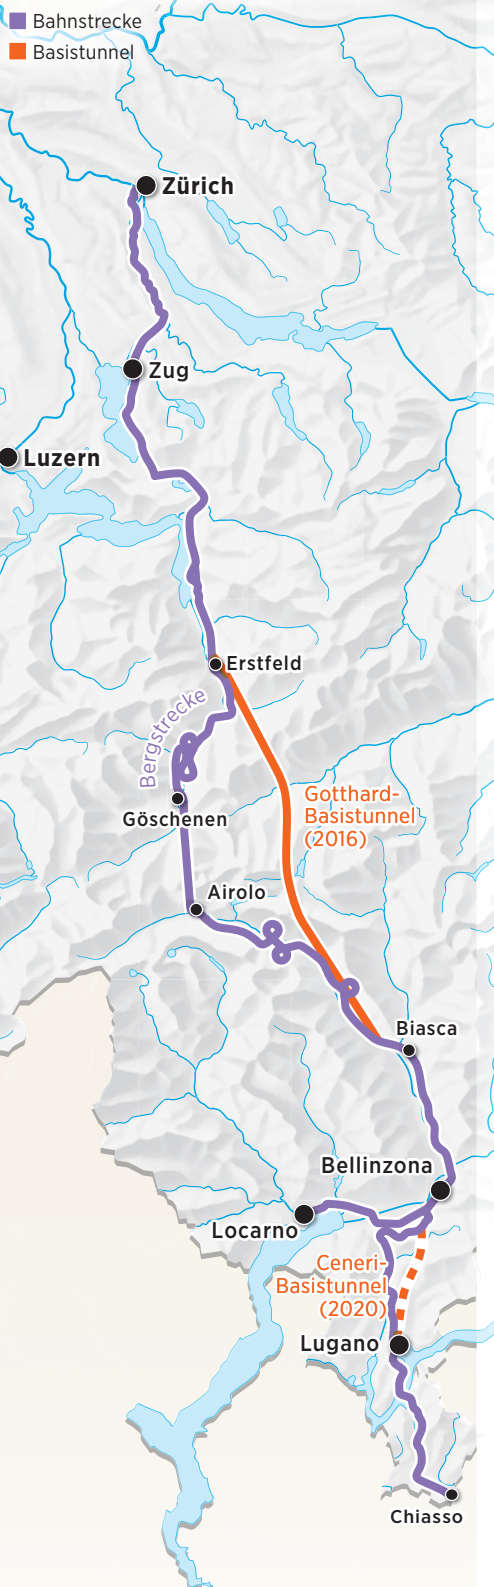 Bahnstrecke
Basistunnel
Zürich
Zug
Luzern
Erstfeld
Bergstrecke
Göschenen
Gotthard-
Basistunnel
(2016)
Airolo
Biasca
Bellinzona
Locarno
Ceneri-
Basistunnel
(2020)
Lugano
Chiasso